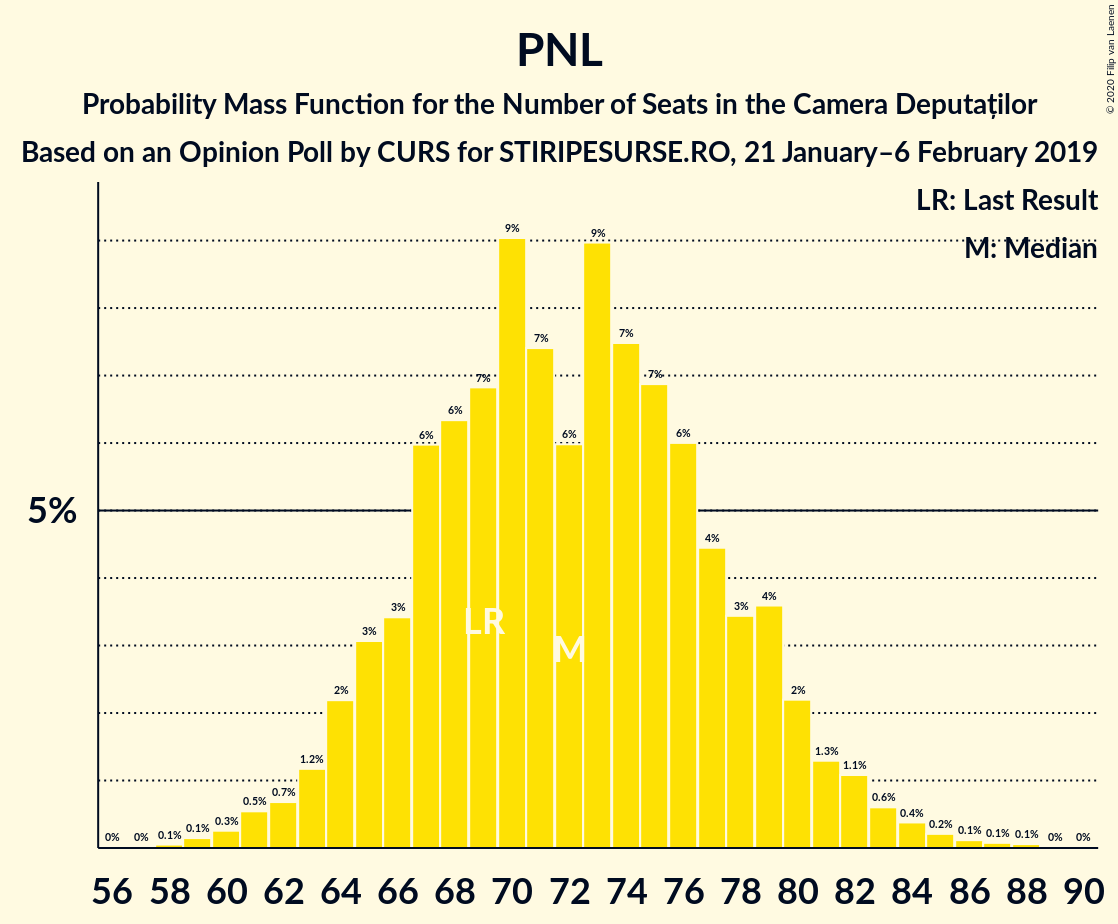 PNL
Probability Mass Function for the Number of Seats in the Camera Deputaților
Based on an Opinion Poll by CURS for STIRIPESURSE.RO, 21 January–6 February 2019
© 2020 Filip van Laenen
LR: Last Result
M: Median
5%
0% 0% 0.1% 0.1% 0.3% 0.5% 0.7% 1.2% 2% 3% 3% 6% 6% 7% 9% 7% 6% 9% 7% 7% 6% 4% 3% 4% 2% 1.3% 1.1% 0.6% 0.4% 0.2% 0.1% 0.1% 0.1% 0% 0%
LR
M
56 58 60 62 64 66 68 70 72 74 76 78 80 82 84 86 88 90